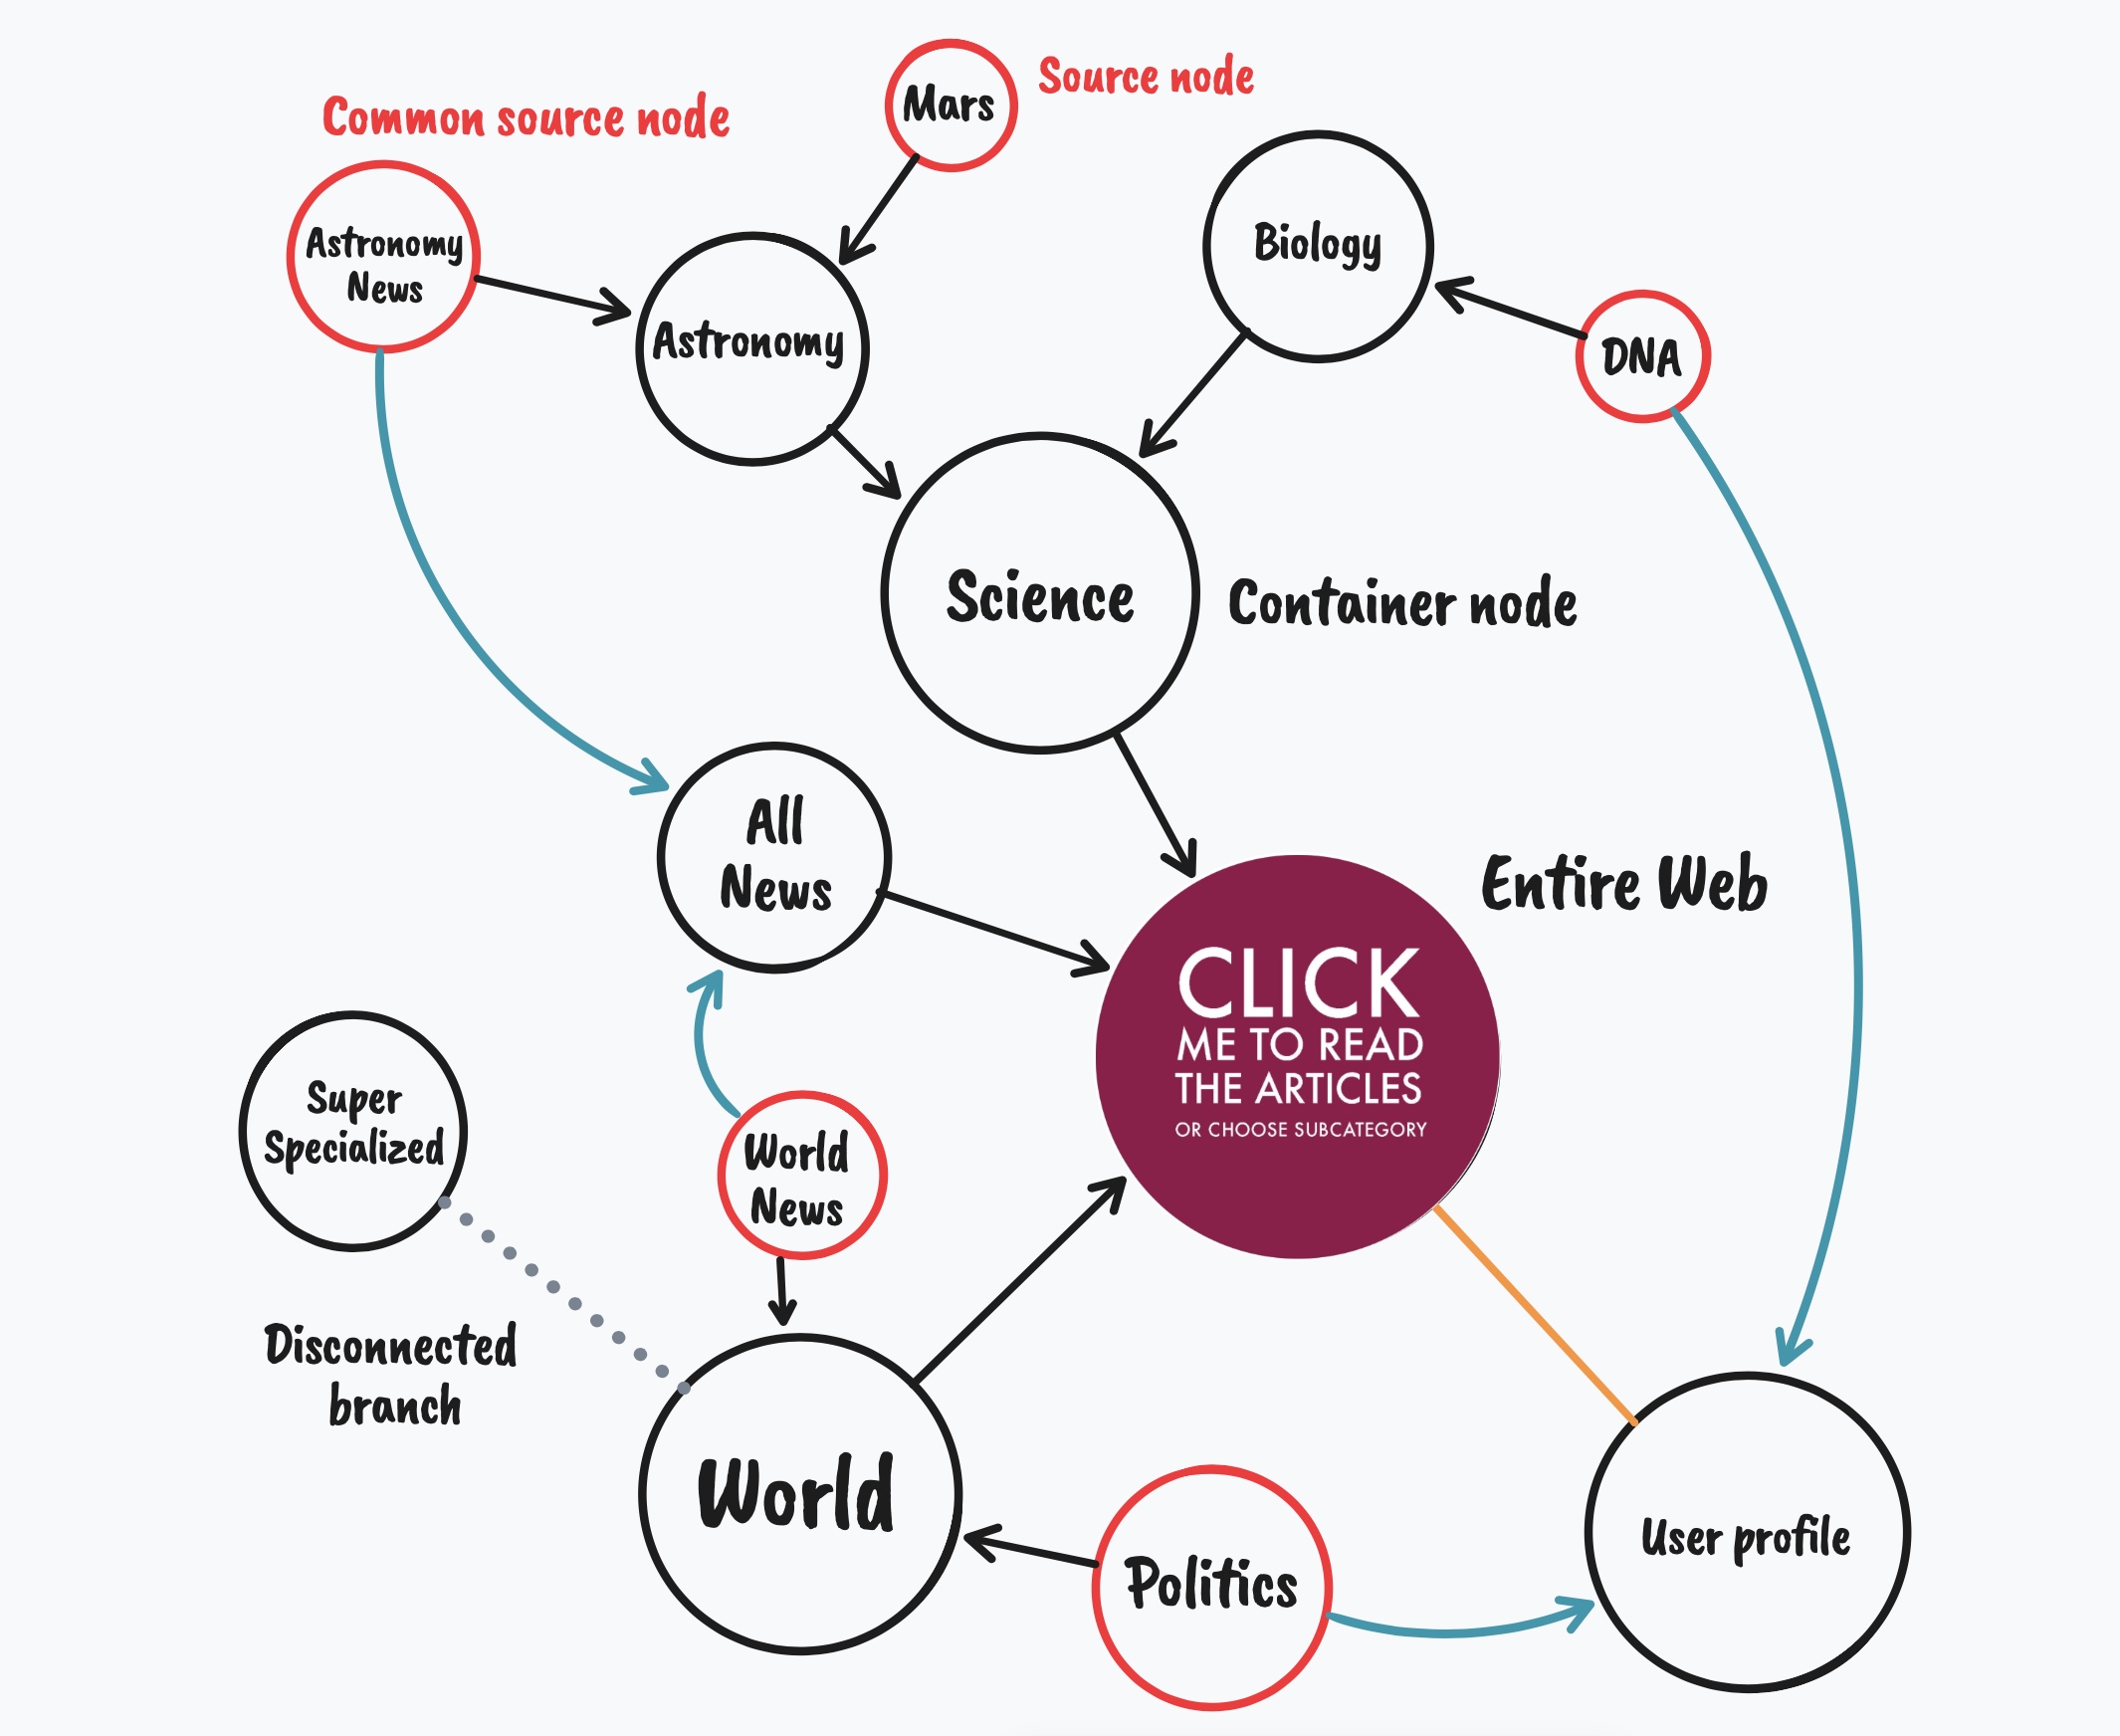 Mars
Source node
Common source node
Astronomy
News
Biology
Astronomy
DNA
Science
Container node
All
News
Entire Web
CLICK
ME TO READ
THE ARTICLES
OR CHOOSE SUBCATEGORY
Super
Specialized
World
News
Disconnected
branch
World
Politics
User profile